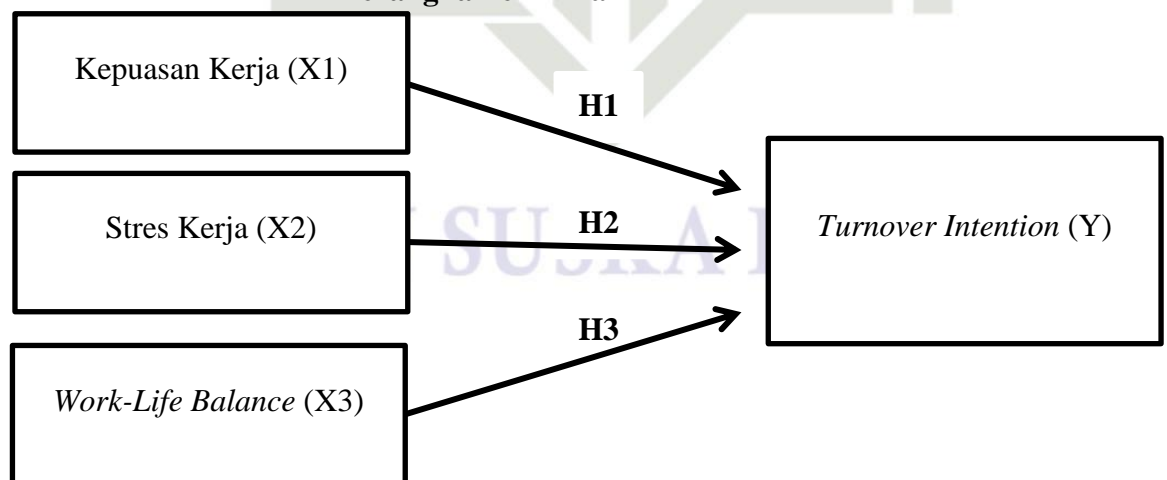 Kepuasan Kerja (X1)
H1
Stres Kerja (X2)
H2
Turnover Intention (Y)
H3
Work-Life Balance (X3)